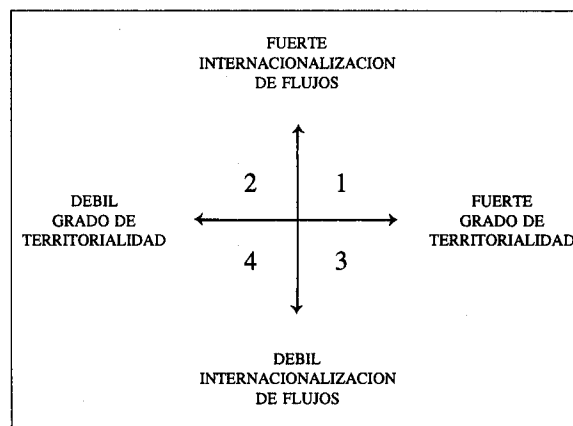 FUERTE
INTERNACIONALIZACION
DE FLUJOS
2 1
DEBIL
GRADO DE
TERRITORIALIDAD
FUERTE
GRADO DE
TERRITORIALIDAD
4 3
DEBIL
INTERNACIONALIZACION
DE FLUJOS